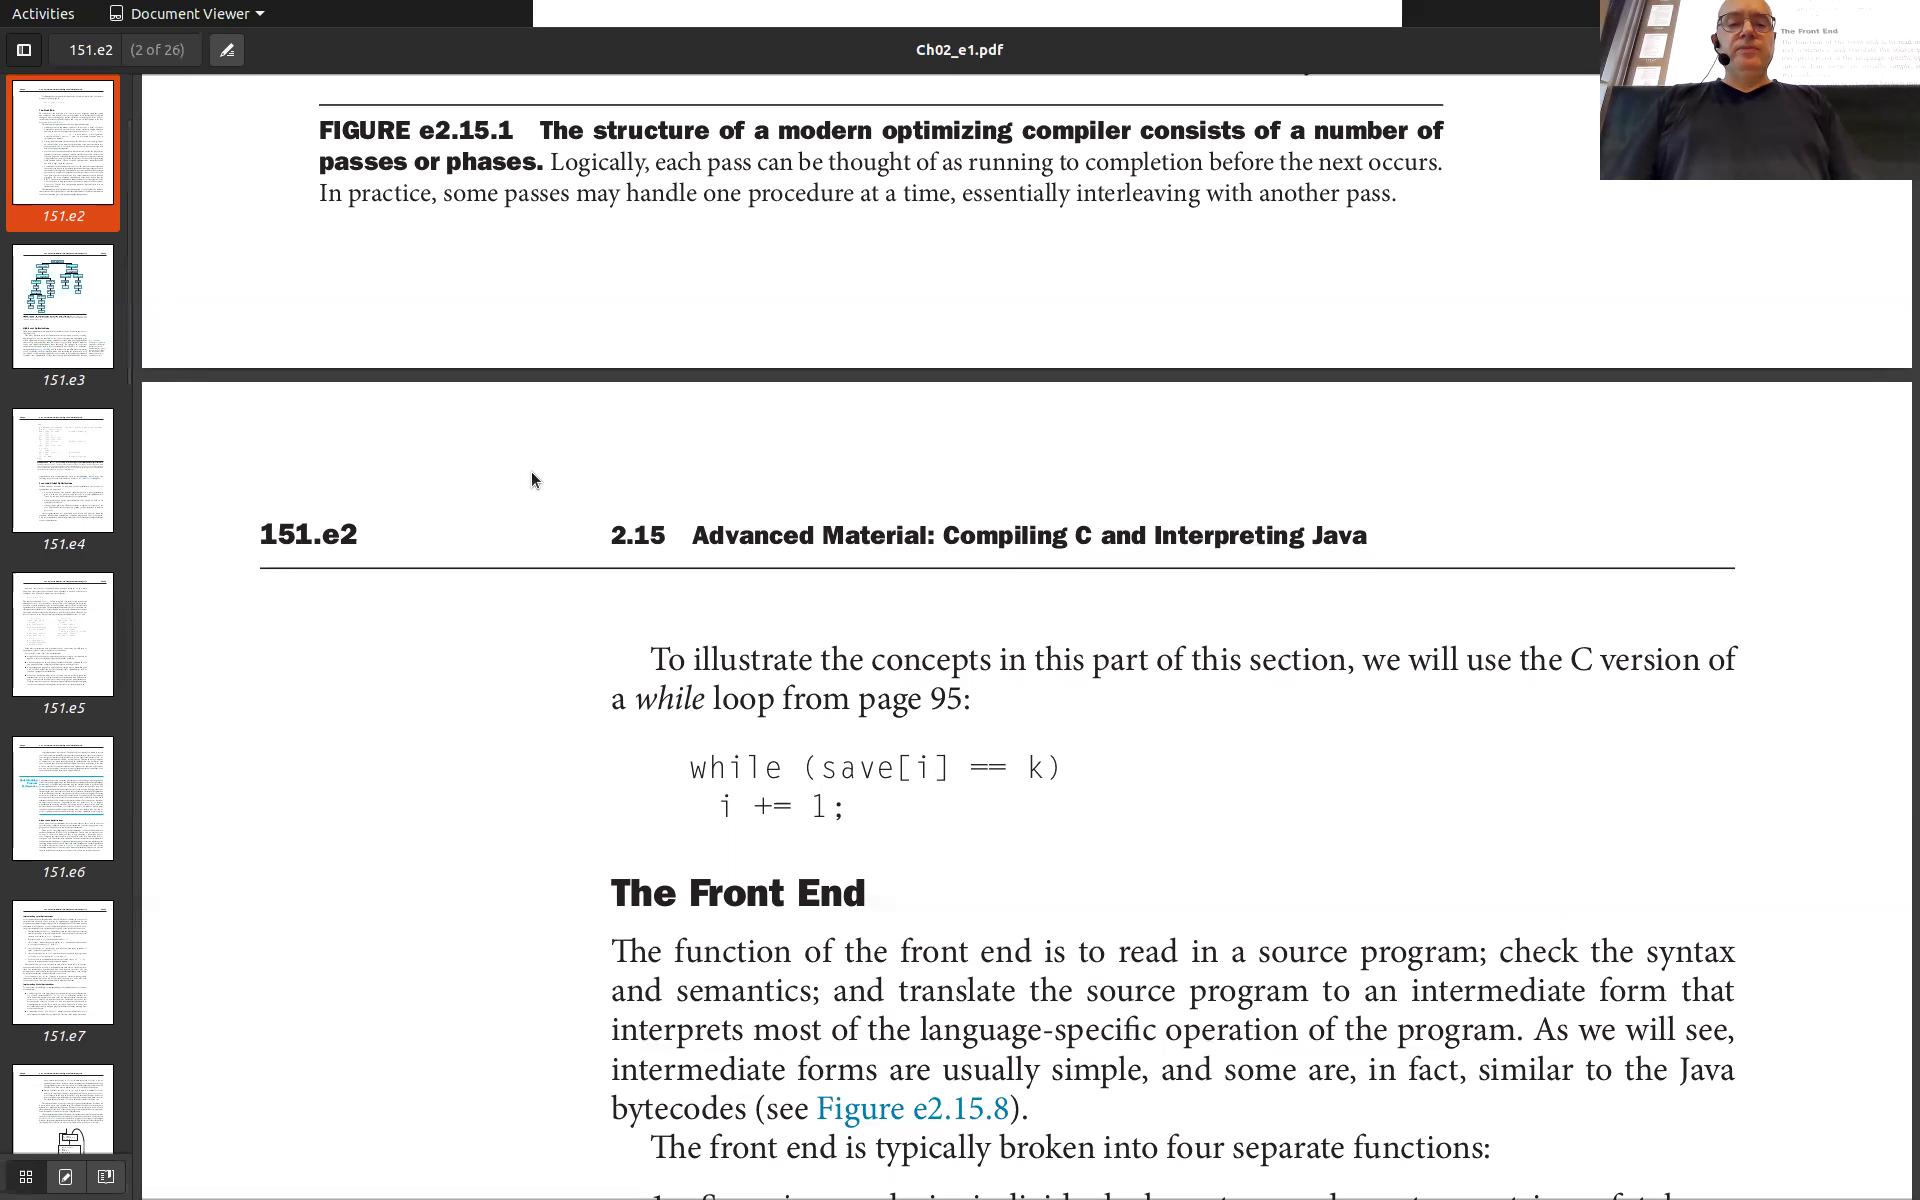 Activities
Document Viewer
151.e2
(2 of 26)
Ch02_e1.pdf
The Front End
151.e2
151.e3
151.e4
151.e5
151.e6
151.e7
FIGURE e2.15.1 The structure of a modern optimizing compiler consists of a number of
passes or phases. Logically, each pass can be thought of as running to completion before the next occurs.
In practice, some passes may handle one procedure at a time, essentially interleaving with another pass.
151.e2
2.15 Advanced Material: Compiling C and Interpreting Java
To illustrate the concepts in this part of this section, we will use the C version of
a while loop from page 95:
while (save[i] == k)
i += 1;
The Front End
The function of the front end is to read in a source program; check the syntax
and semantics; and translate the source program to an intermediate form that
interprets most of the language-specific operation of the program. As we will see,
intermediate forms are usually simple, and some are, in fact, similar to the Java
bytecodes (see Figure e2.15.8).
The front end is typically broken into four separate functions: